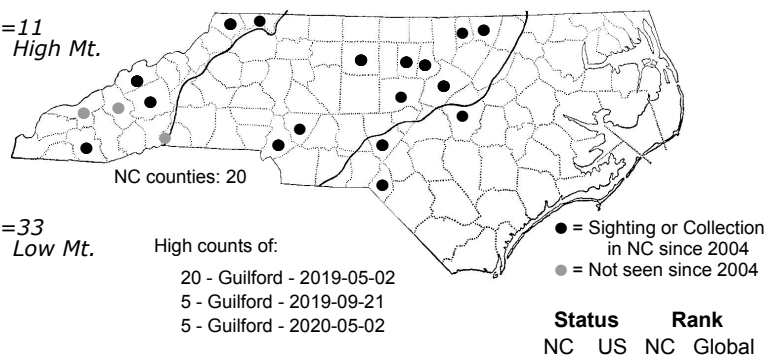 =11
High Mt.
NC counties: 20
=33
Low Mt.
High counts of:
20 - Guilford - 2019-05-02
5 - Guilford - 2019-09-21
5 - Guilford - 2020-05-02
● = Sighting or Collection
in NC since 2004
● = Not seen since 2004
Status Rank
NC US NC Global